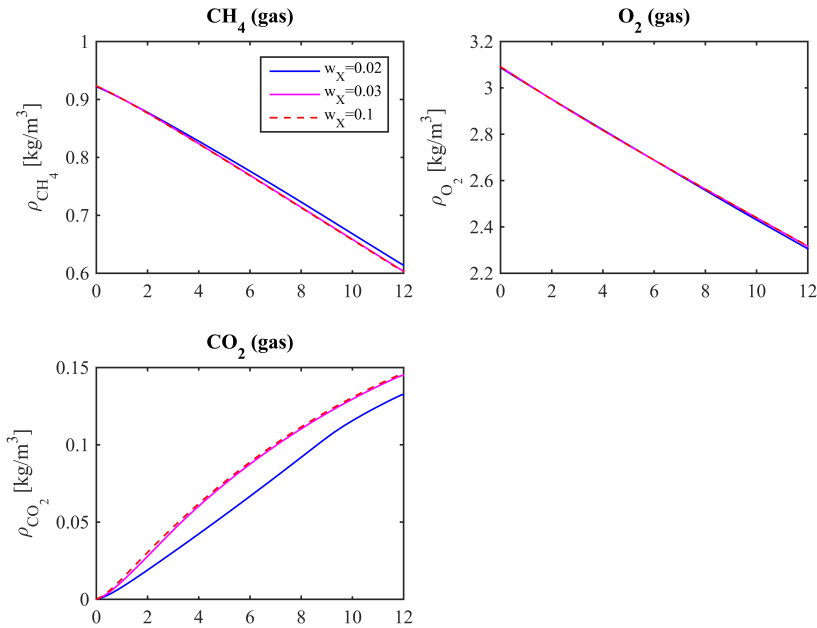 CH4 (gas)
ρCH4 [kg/m3]
1
0.9
0.8
0.7
0.6
0 2 4 6 8 10 12
wX=0.02
wX=0.03
wX=0.1
O2 (gas)
ρO2 [kg/m3]
3.2
3
2.8
2.6
2.4
2.2
0 2 4 6 8 10 12
CO2 (gas)
ρCO2 [kg/m3]
0.15
0.1
0.05
0
0 2 4 6 8 10 12